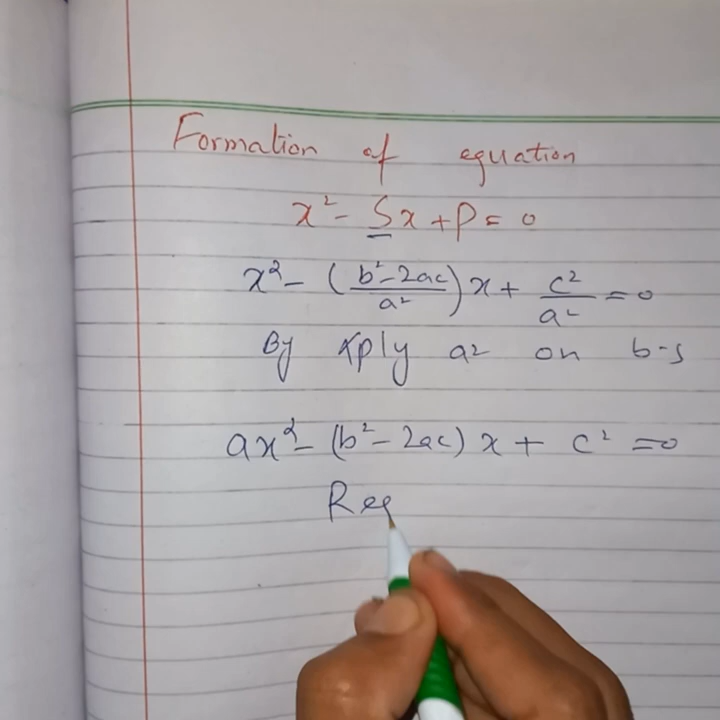 Formation of equation
x² - Sx + P = 0
x² - (b² - 2ac / a²) x + c² / a² = 0
By xply a² on b-s
ax² - (b² - 2ac) x + c² = 0
Req